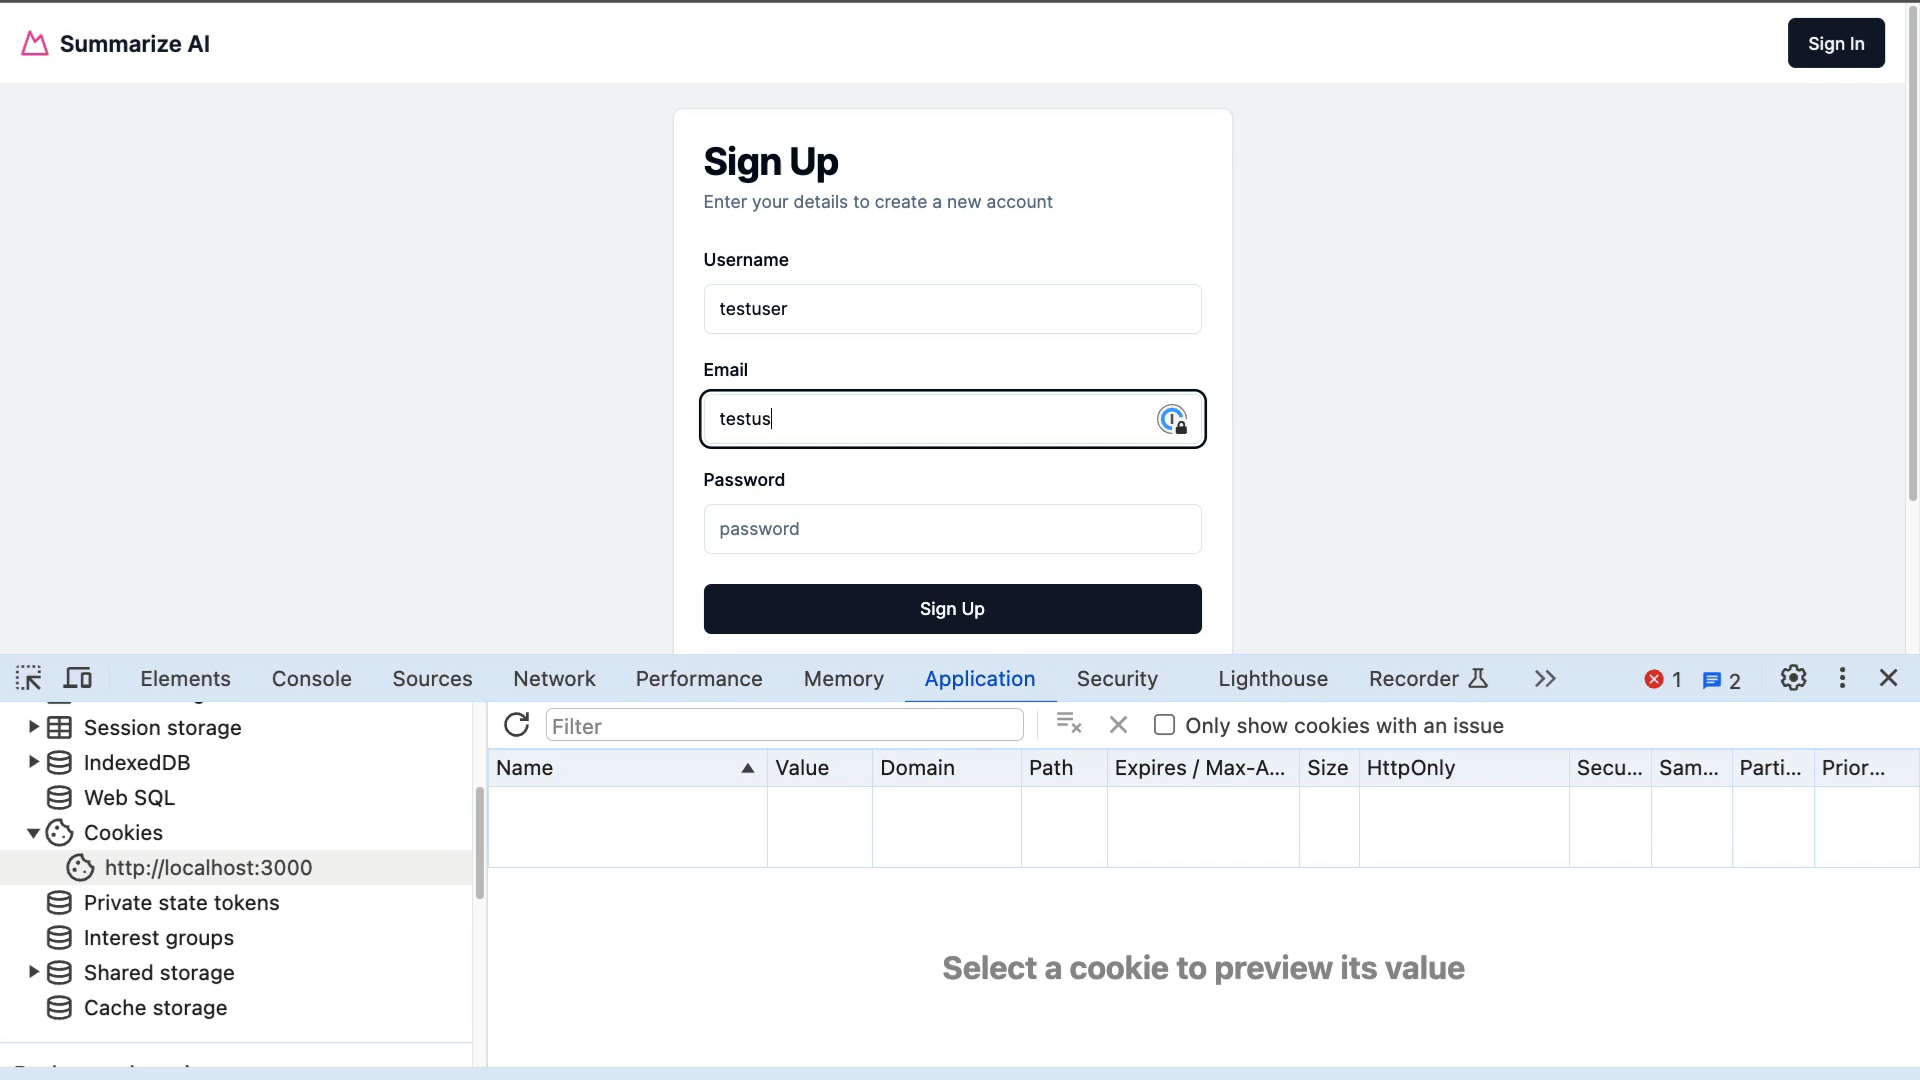 Summarize AI
Sign In
Sign Up
Enter your details to create a new account
Username
testuser
Email
testus
Password
password
Sign Up
Elements Console Sources Network Performance Memory Application Security Lighthouse Recorder 1 2
Session storage
IndexedDB
Web SQL
Cookies
http://localhost:3000
Private state tokens
Interest groups
Shared storage
Cache storage
Filter
Only show cookies with an issue
Name Value Domain Path Expires / Max-A... Size HttpOnly Secu... Sam... Parti... Prior...
Select a cookie to preview its value